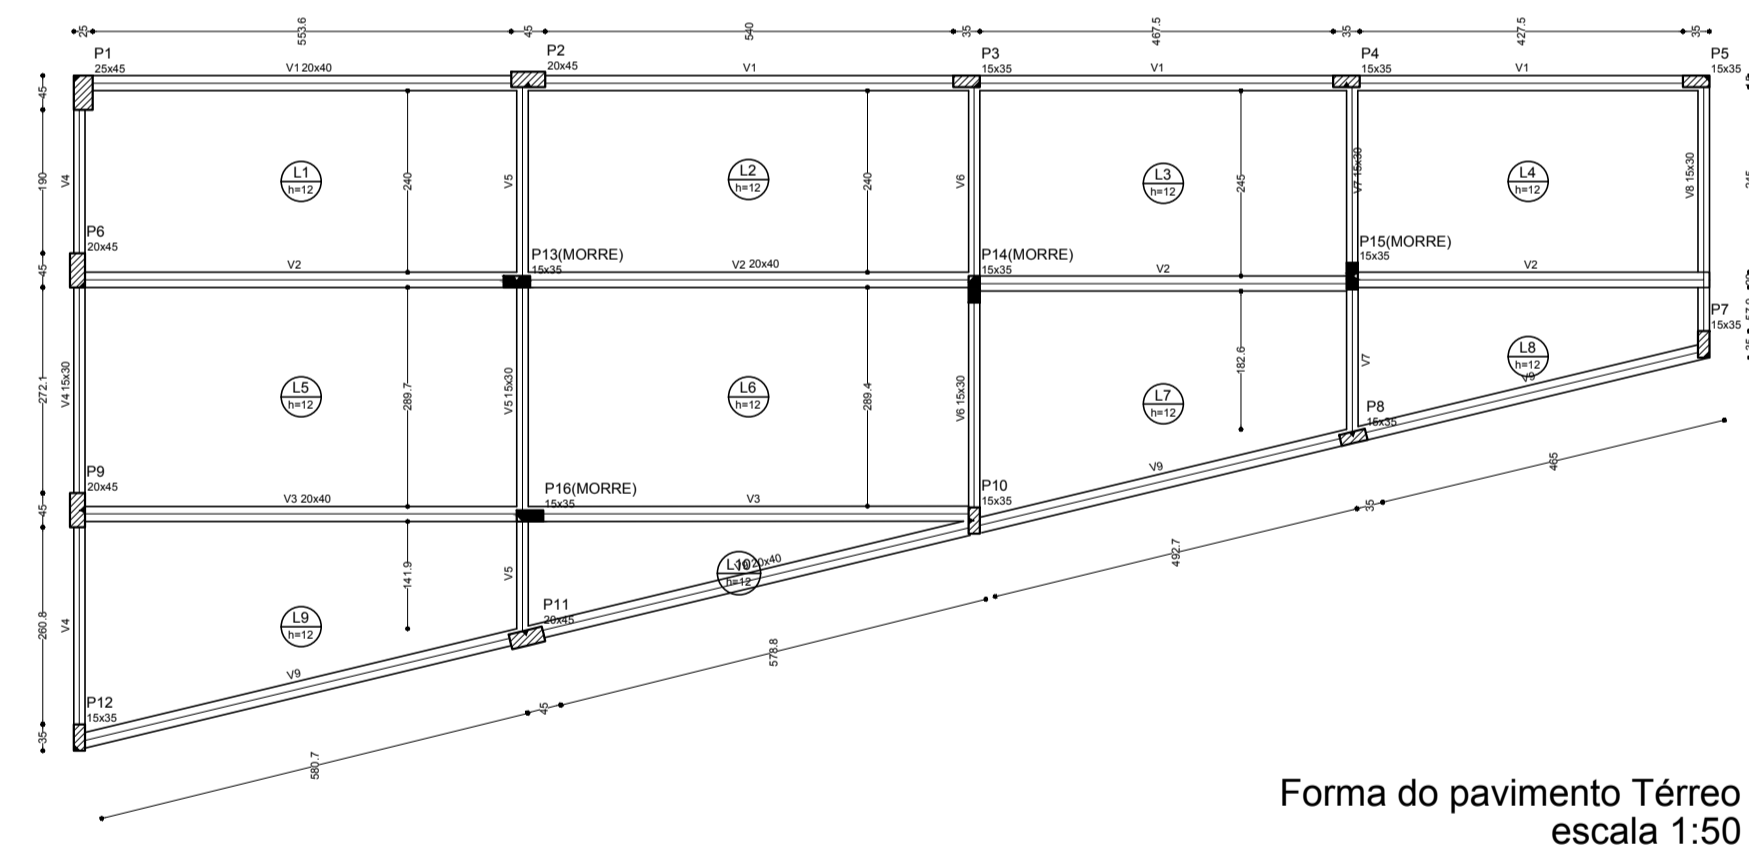 25
553.6
45
540
35
467.5
35
427.5
35
P1
25x45
V1 20x40
P2
20x45
V1
P3
15x35
V1
P4
15x35
V1
P5
15x35
45
190
V4
L1
h=12
240
V5
L2
h=12
240
V6
L3
h=12
245
V7 15x30
L4
h=12
V8 15x30
P6
20x45
45
V2
P13(MORRE)
15x35
V2 20x40
P14(MORRE)
15x35
V2
P15(MORRE)
15x35
V2
P7
15x35
272.1
V4 15x30
L5
h=12
289.7
V5 15x30
L6
h=12
289.4
V6 15x30
L7
h=12
182.6
V7
L8
h=12
V9
P8
15x35
V9
465
35
P9
20x45
45
V3 20x40
P16(MORRE)
15x35
V3
P10
15x35
492.7
260.8
V4
L9
h=12
141.9
V5
L10
h=12
V9 20x40
P11
20x45
578.8
V9
45
P12
15x35
35
580.7
Forma do pavimento Térreo
escala 1:50